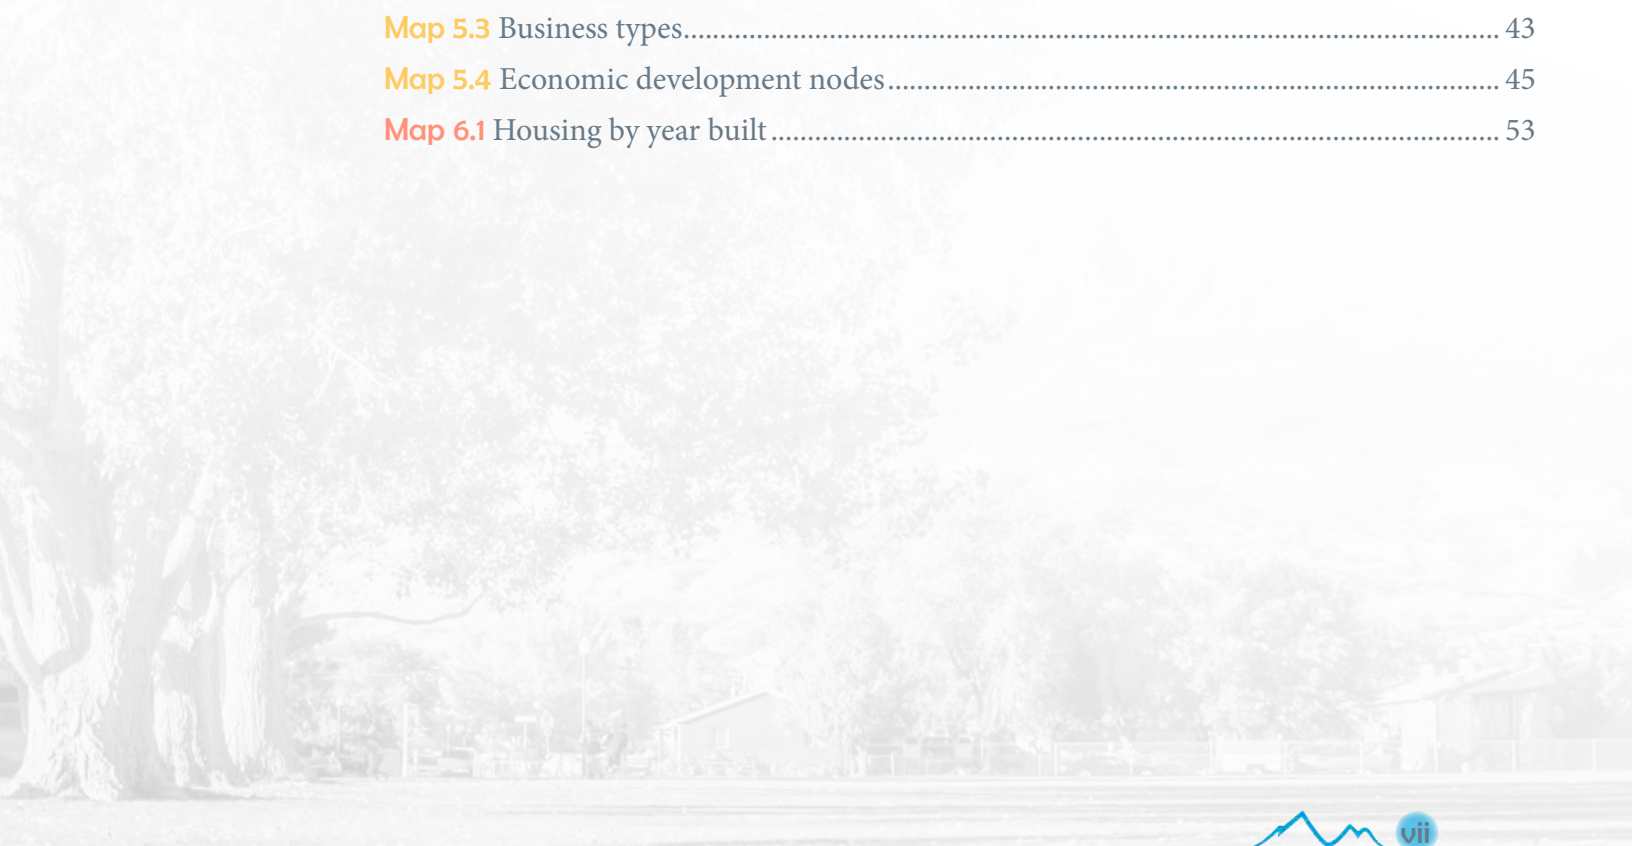 Map 5.3 Business types........................................................................................................ 43
Map 5.4 Economic development nodes.............................................................................. 45
Map 6.1 Housing by year built............................................................................................. 53
vii